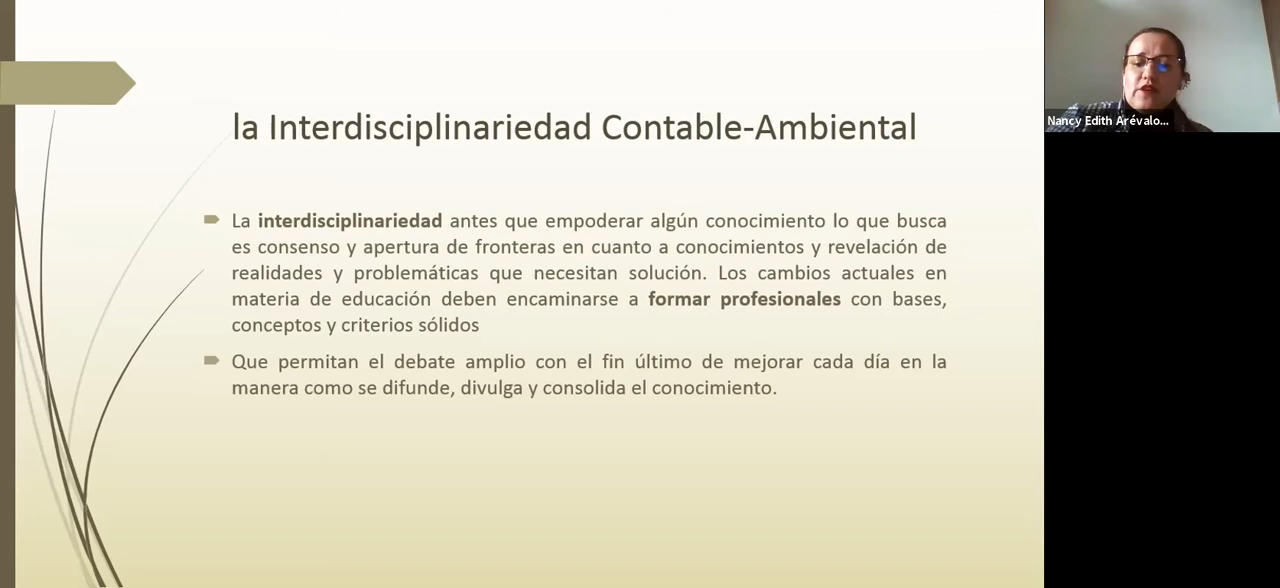 la Interdisciplinariedad Contable-Ambiental
La interdisciplinariedad antes que empoderar algún conocimiento lo que busca
es consenso y apertura de fronteras en cuanto a conocimientos y revelación de
realidades y problemáticas que necesitan solución. Los cambios actuales en
materia de educación deben encaminarse a formar profesionales con bases,
conceptos y criterios sólidos
Que permitan el debate amplio con el fin último de mejorar cada día en la
manera como se difunde, divulga y consolida el conocimiento.
Nancy Edith Arévalo...